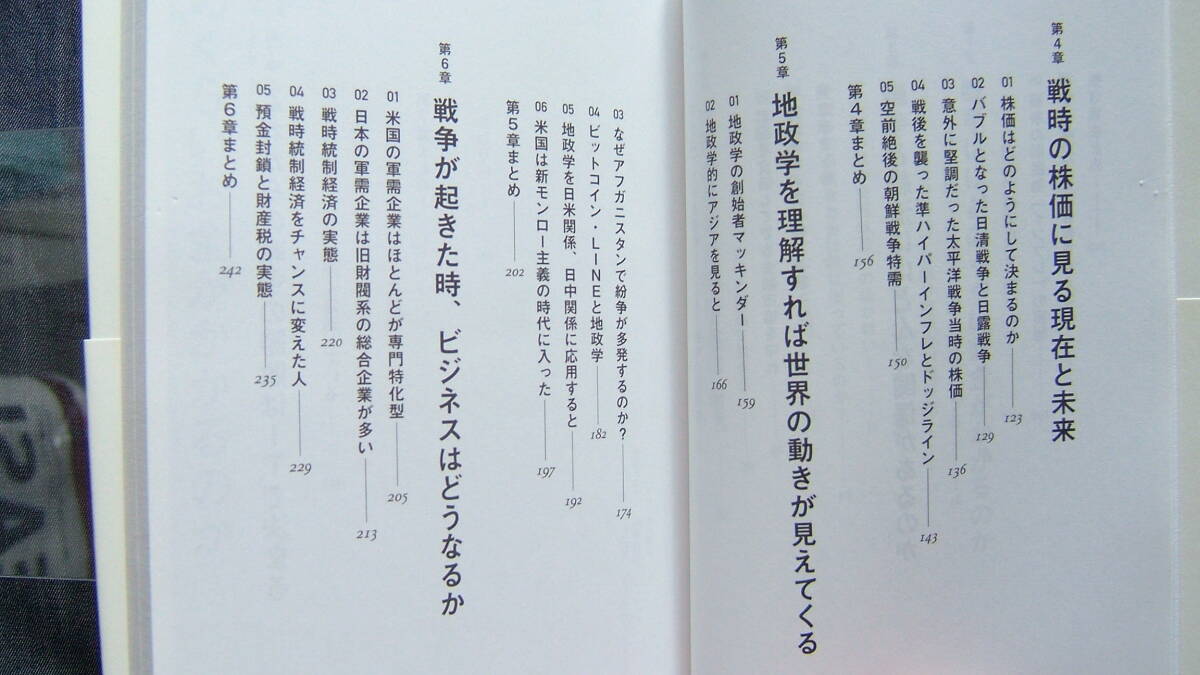 第4章 戦時の株価に見る現在と未来
01 株価はどのようにして決まるのか 123
02 バブルとなった日清戦争と日露戦争 129
03 意外に堅調だった太平洋戦争当時の株価 136
04 戦後を襲った準ハイパーインフレとドッジライン 143
05 空前絶後の朝鮮戦争特需 150
第4章まとめ 156
第5章 地政学を理解すれば世界の動きが見えてくる
01 地政学の創始者マッキンダー 159
02 地政学的にアジアを見ると 166
03 なぜアフガニスタンで紛争が多発するのか? 174
04 ビットコイン・LINEと地政学 182
05 地政学を日米関係、日中関係に応用すると 192
06 米国は新モンロー主義の時代に入った 197
第5章まとめ 202
第6章 戦争が起きた時、ビジネスはどうなるか
01 米国の軍需企業はほとんどが専門特化型 205
02 日本の軍需企業は旧財閥系の総合企業が多い 213
03 戦時統制経済の実態 220
04 戦時統制経済をチャンスに変えた人 229
05 預金封鎖と財産税の実態 235
第6章まとめ 242